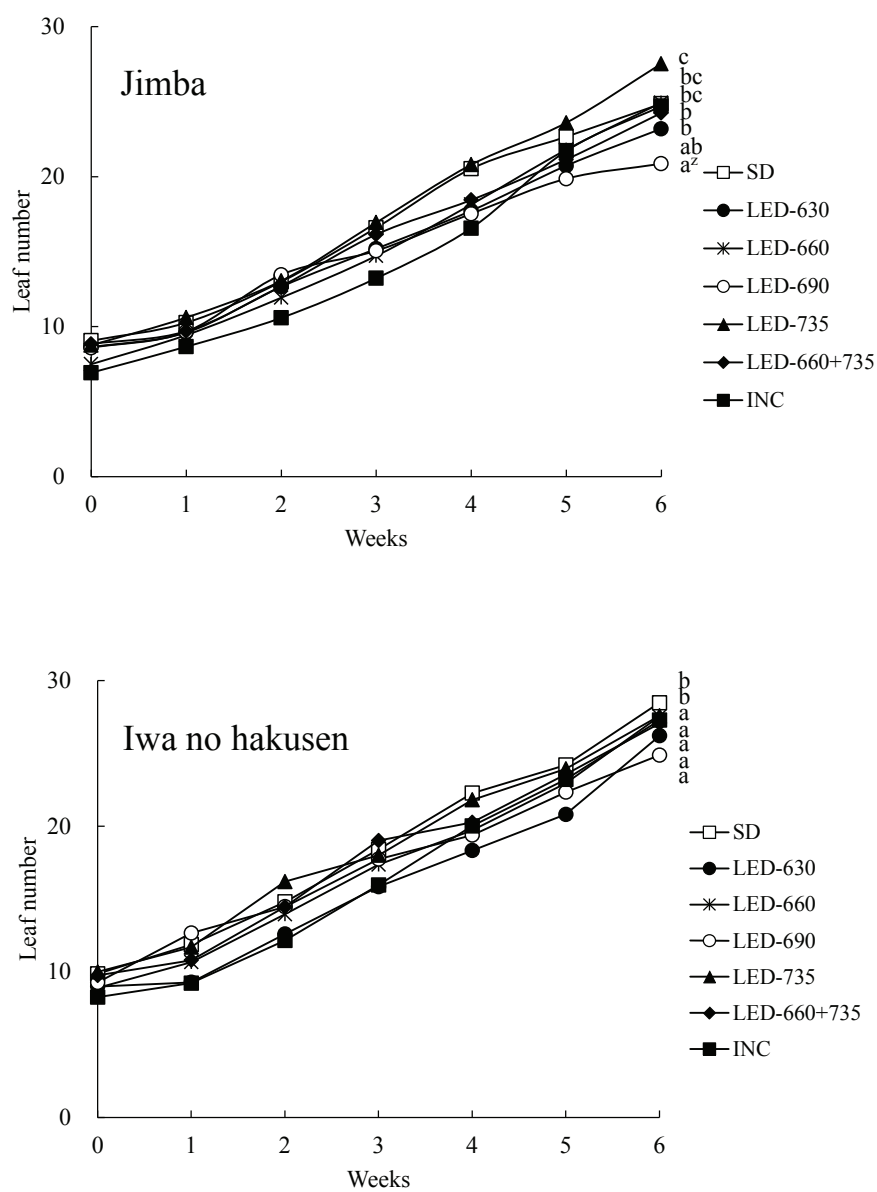 30
Jimba
20
10
0
Leaf number
0 1 2 3 4 5 6
Weeks
c
bc
bc
b
b
ab
aᶻ
SD
LED-630
LED-660
LED-690
LED-735
LED-660+735
INC
30
Iwa no hakusen
20
10
0
Leaf number
0 1 2 3 4 5 6
Weeks
b
b
a
a
a
a
a
SD
LED-630
LED-660
LED-690
LED-735
LED-660+735
INC